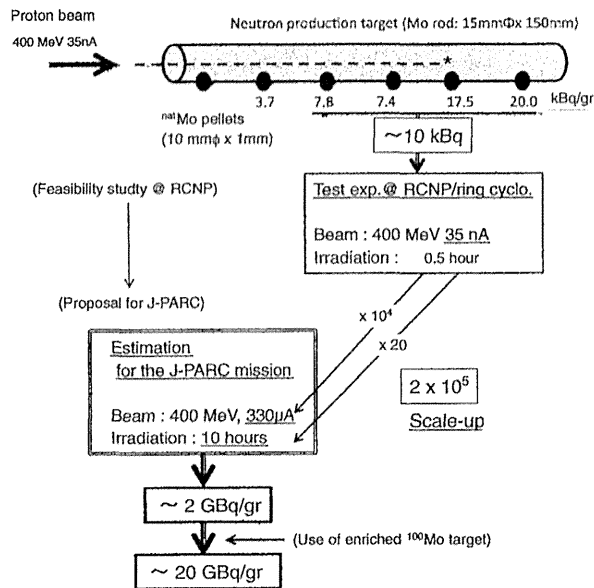 Proton beam
400 MeV 35nA
Neutron production target (Mo rod: 15mmΦx 150mm)
*
3.7 7.8 7.4 17.5 20.0 kBq/gr
natMo pellets
(10 mmϕ x 1mm)
~10 kBq
(Feasibility studty @ RCNP)
Test exp.@ RCNP/ring cyclo.
Beam : 400 MeV 35 nA
Irradiation : 0.5 hour
(Proposal for J-PARC)
x 10⁴
x 20
Estimation
for the J-PARC mission
Beam : 400 MeV, 330μA
Irradiation : 10 hours
2 x 10⁵
Scale-up
~ 2 GBq/gr
(Use of enriched ¹⁰⁰Mo target)
~ 20 GBq/gr